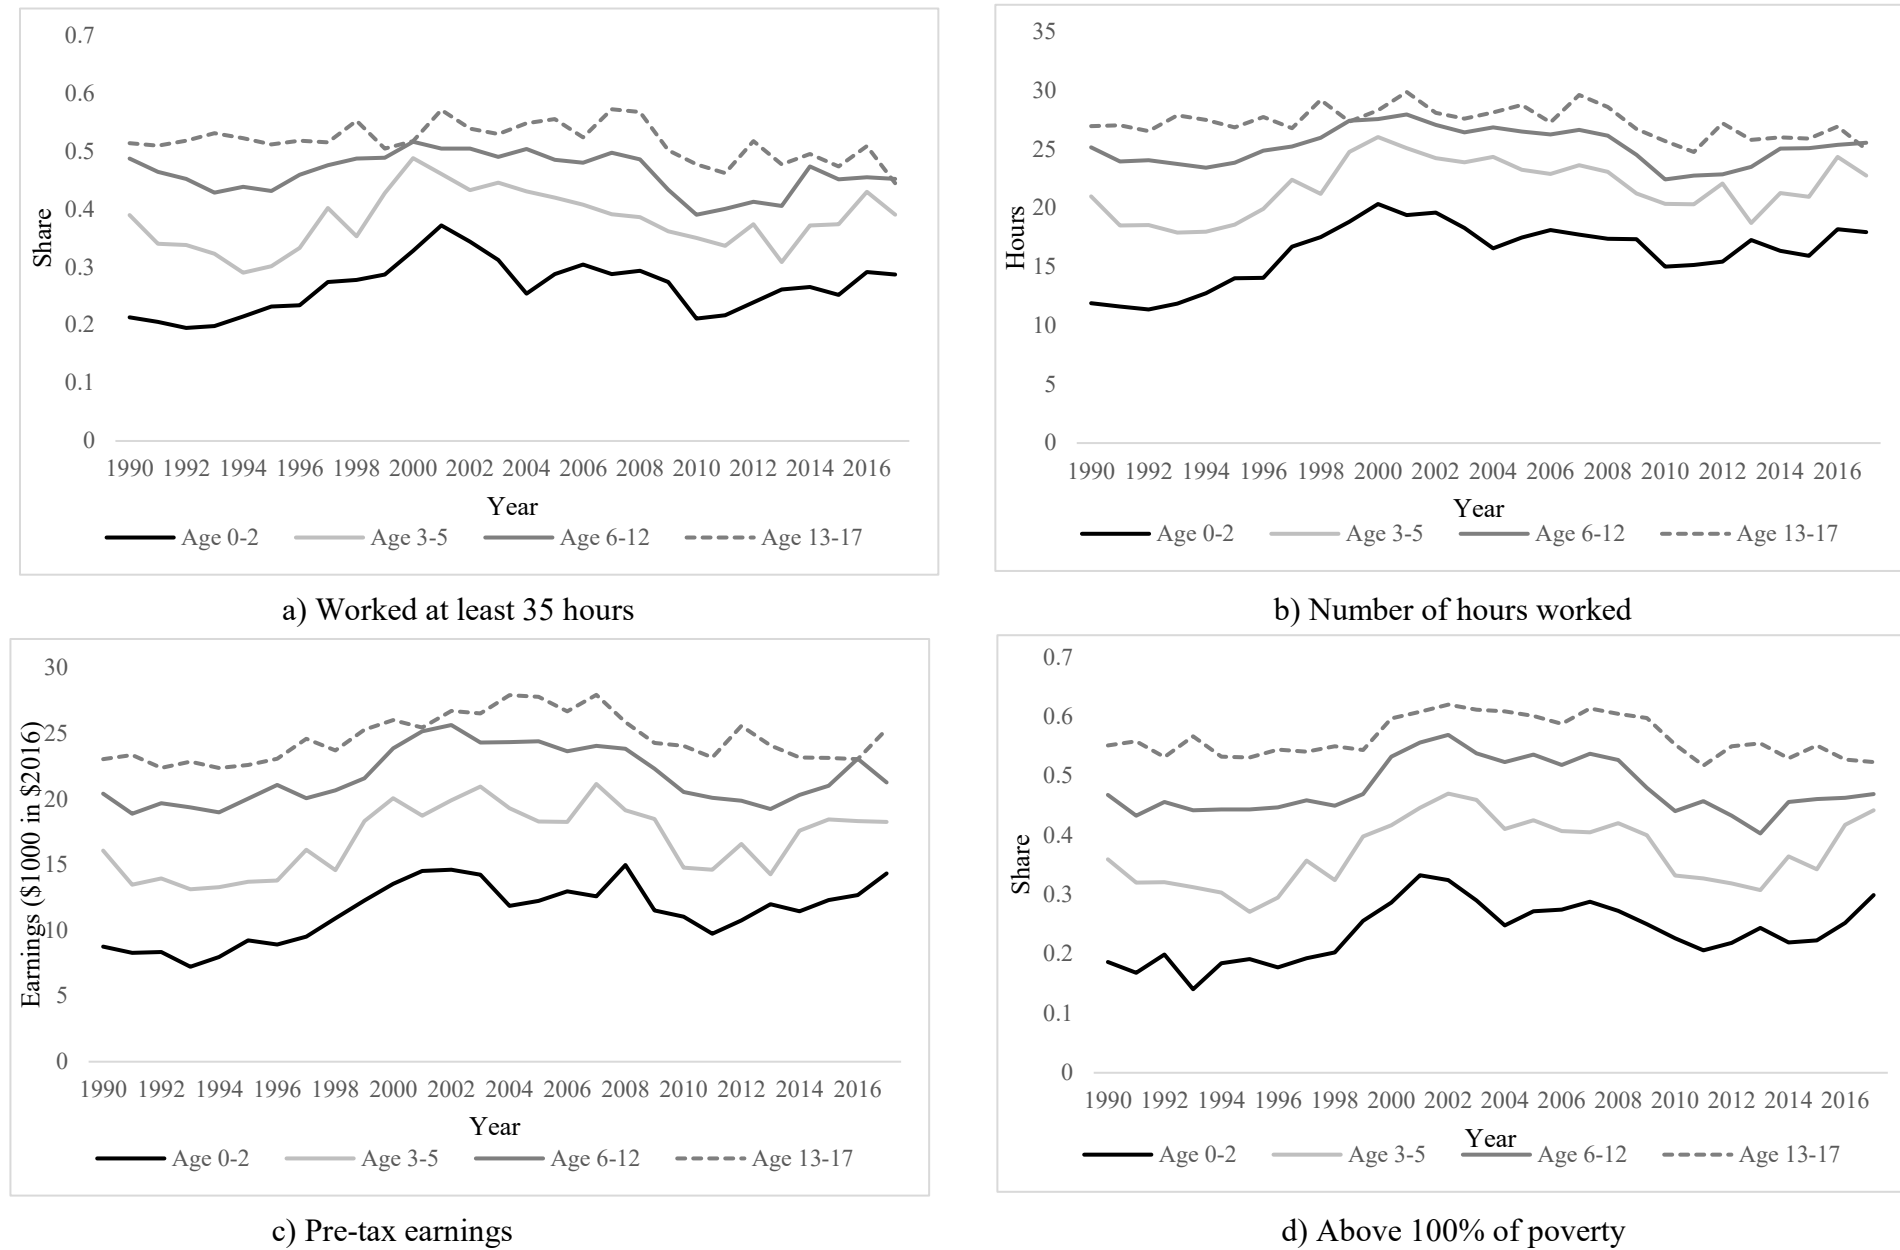 0.7
0.6
0.5
0.4
0.3
0.2
0.1
0
Share
1990 1992 1994 1996 1998 2000 2002 2004 2006 2008 2010 2012 2014 2016
Year
Age 0-2 Age 3-5 Age 6-12 Age 13-17
a) Worked at least 35 hours
35
30
25
20
15
10
5
0
Hours
1990 1992 1994 1996 1998 2000 2002 2004 2006 2008 2010 2012 2014 2016
Year
Age 0-2 Age 3-5 Age 6-12 Age 13-17
b) Number of hours worked
30
25
20
15
10
5
0
Earnings ($1000 in $2016)
1990 1992 1994 1996 1998 2000 2002 2004 2006 2008 2010 2012 2014 2016
Year
Age 0-2 Age 3-5 Age 6-12 Age 13-17
c) Pre-tax earnings
0.7
0.6
0.5
0.4
0.3
0.2
0.1
0
Share
1990 1992 1994 1996 1998 2000 2002 2004 2006 2008 2010 2012 2014 2016
Year
Age 0-2 Age 3-5 Age 6-12 Age 13-17
d) Above 100% of poverty